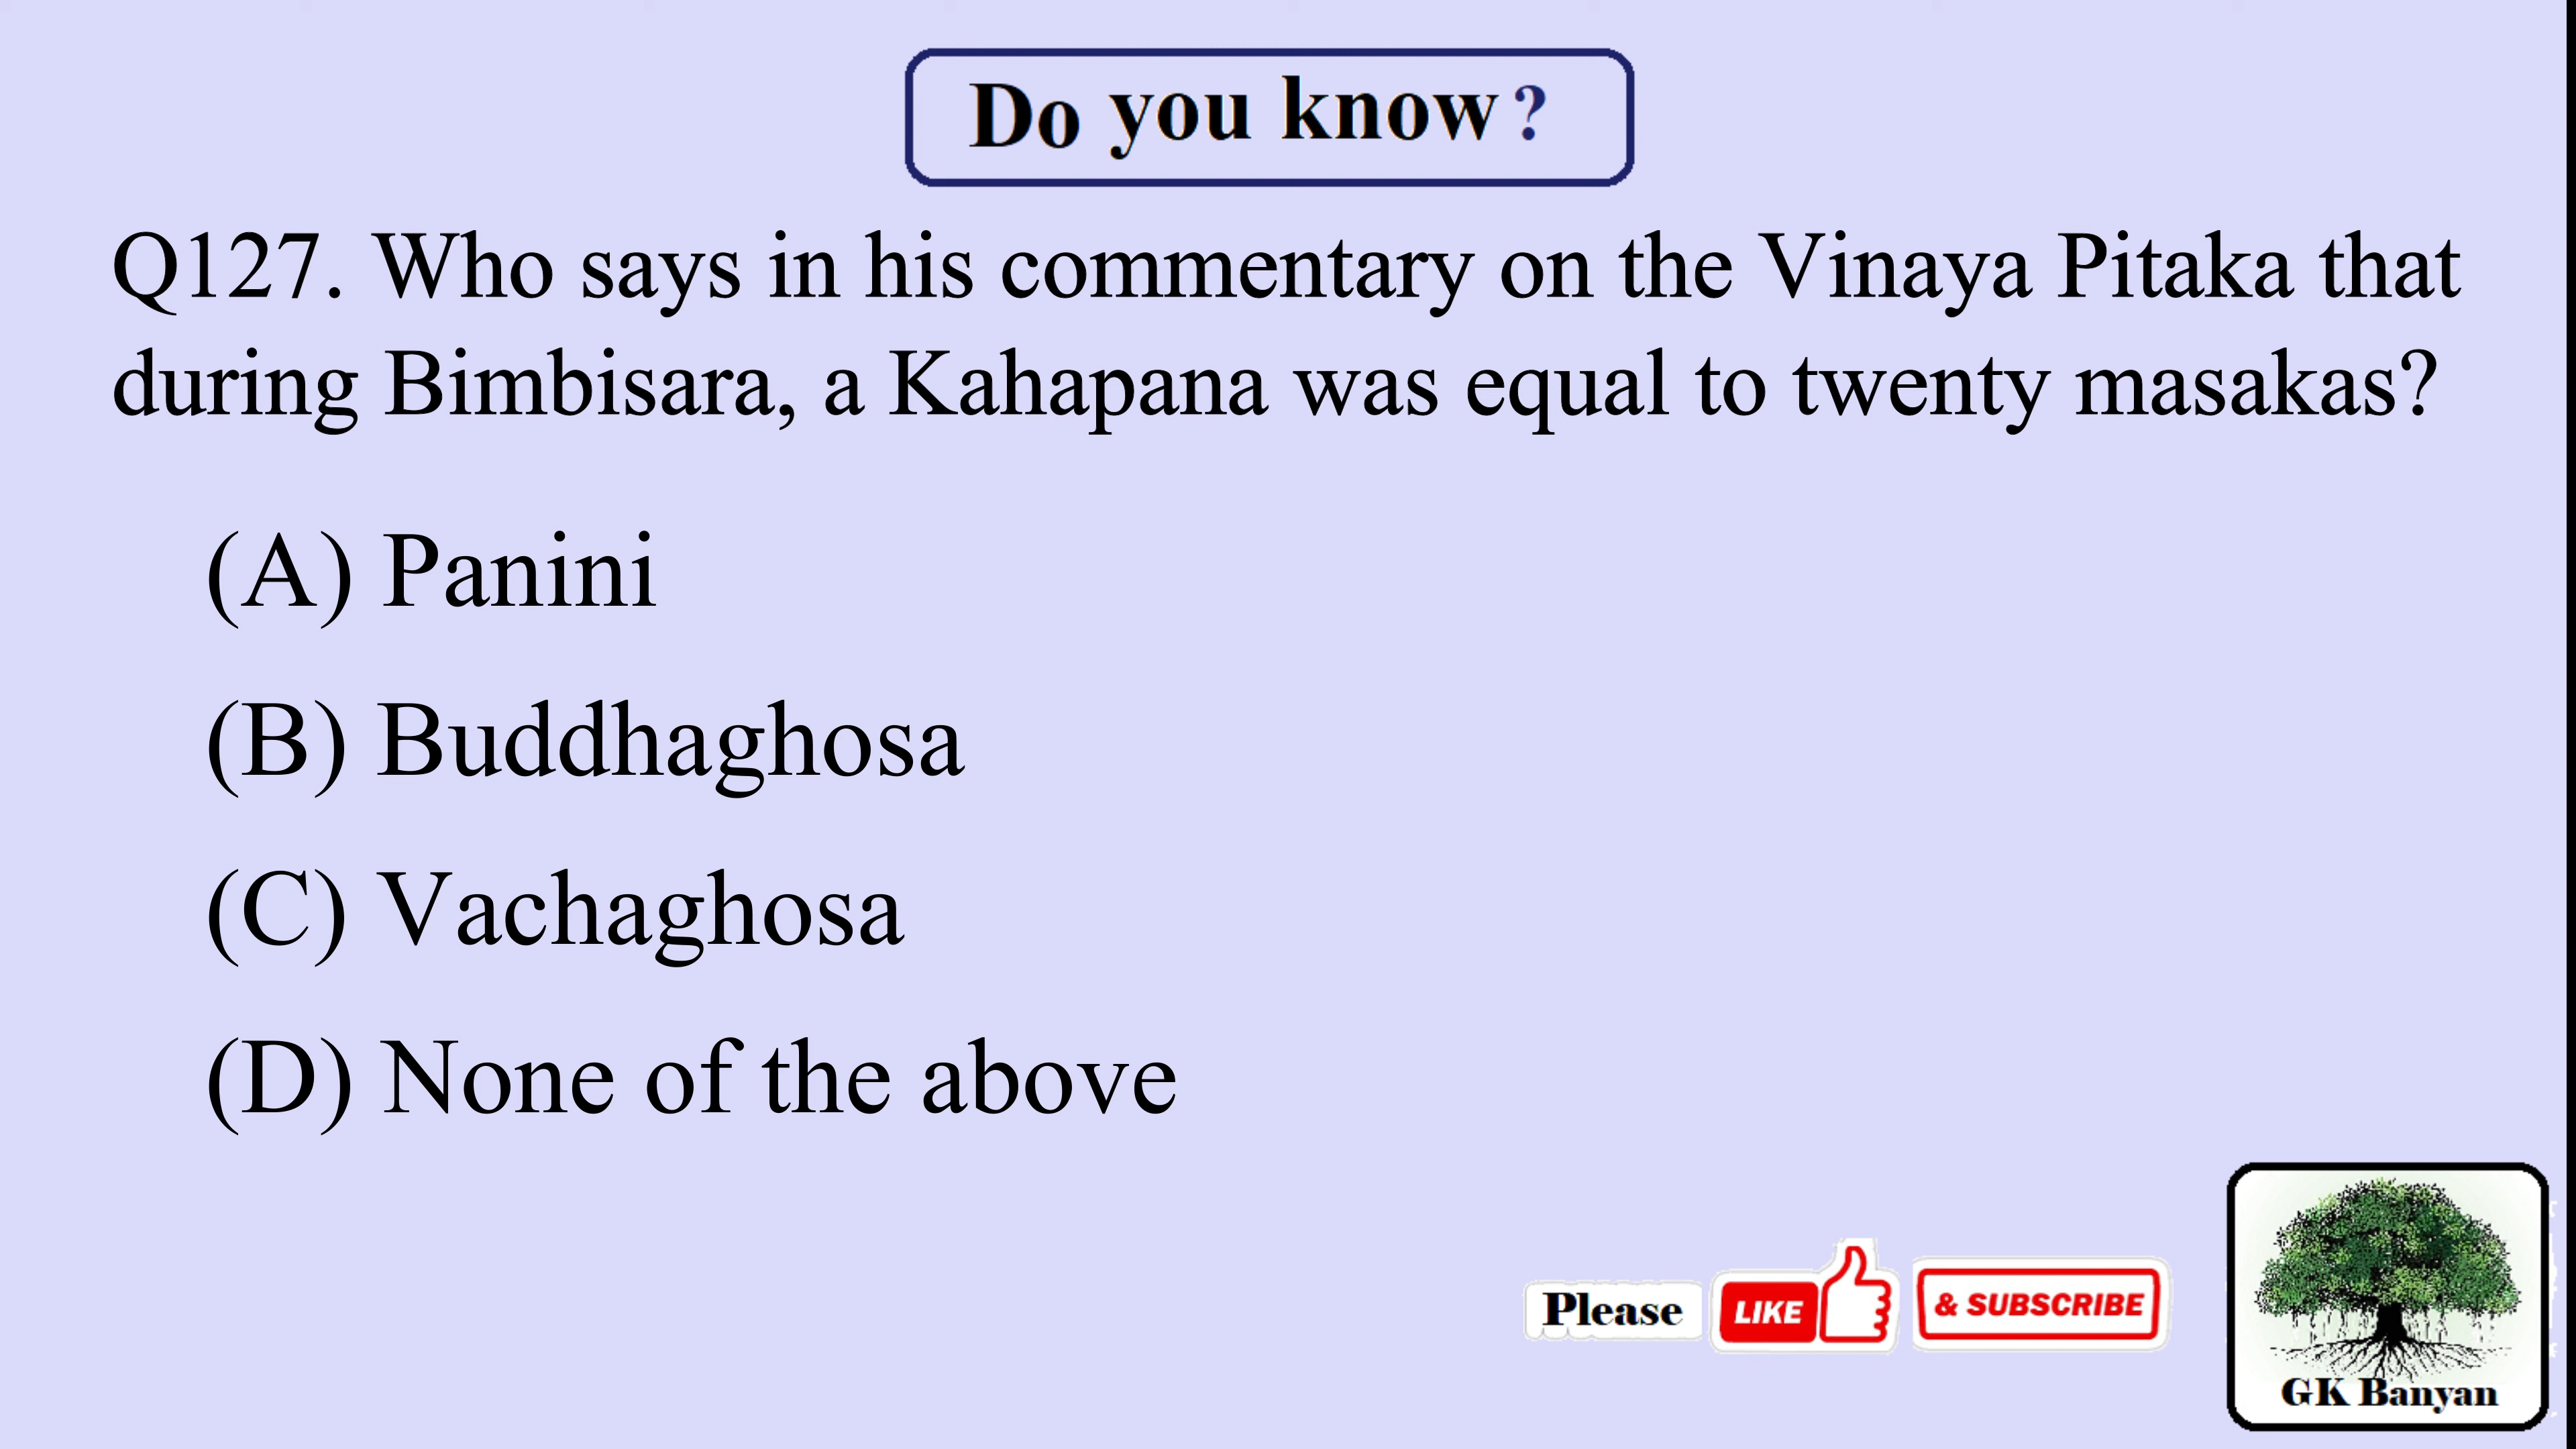 Do you know ?
Q127. Who says in his commentary on the Vinaya Pitaka that
during Bimbisara, a Kahapana was equal to twenty masakas?
(A) Panini
(B) Buddhaghosa
(C) Vachaghosa
(D) None of the above
Please LIKE & SUBSCRIBE
GK Banyan